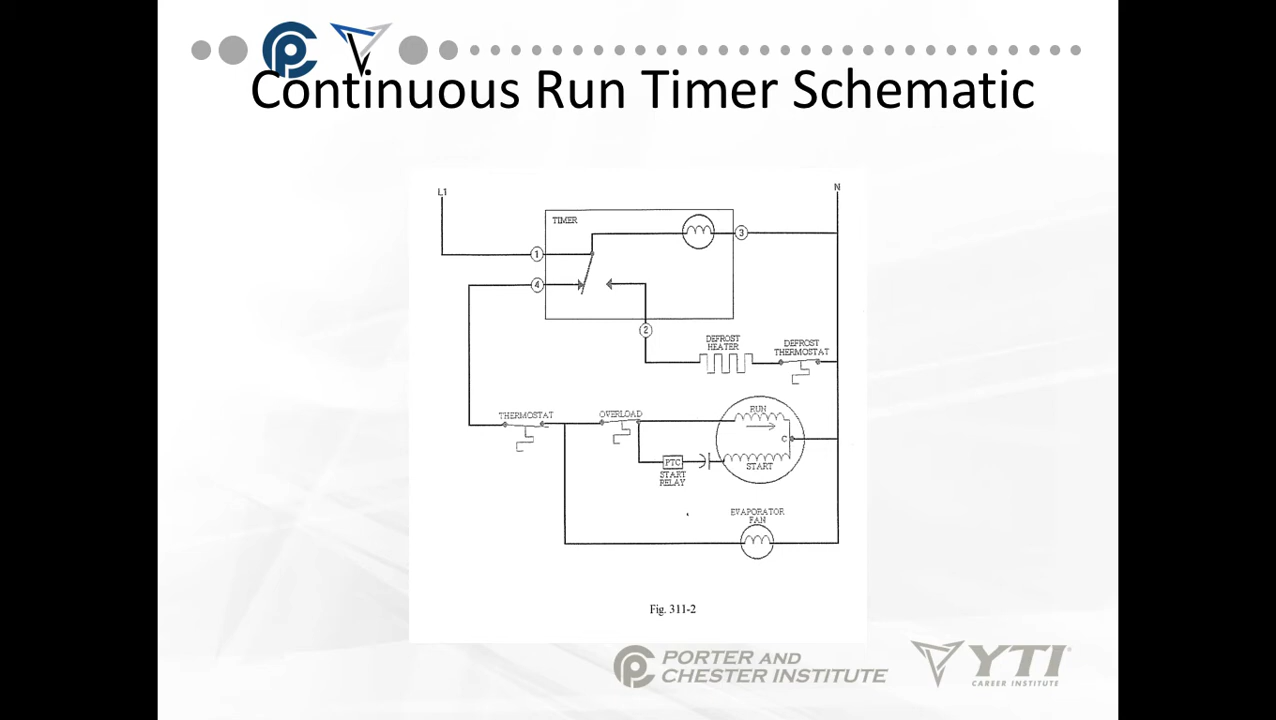 Continuous Run Timer Schematic
L1
N
TIMER
3
1
4
2
DEFROST
HEATER
DEFROST
THERMOSTAT
THERMOSTAT
OVERLOAD
RUN
C
PTC
START
START
RELAY
EVAPORATOR
FAN
Fig. 311-2
PORTER AND
CHESTER INSTITUTE
YTI
CAREER INSTITUTE